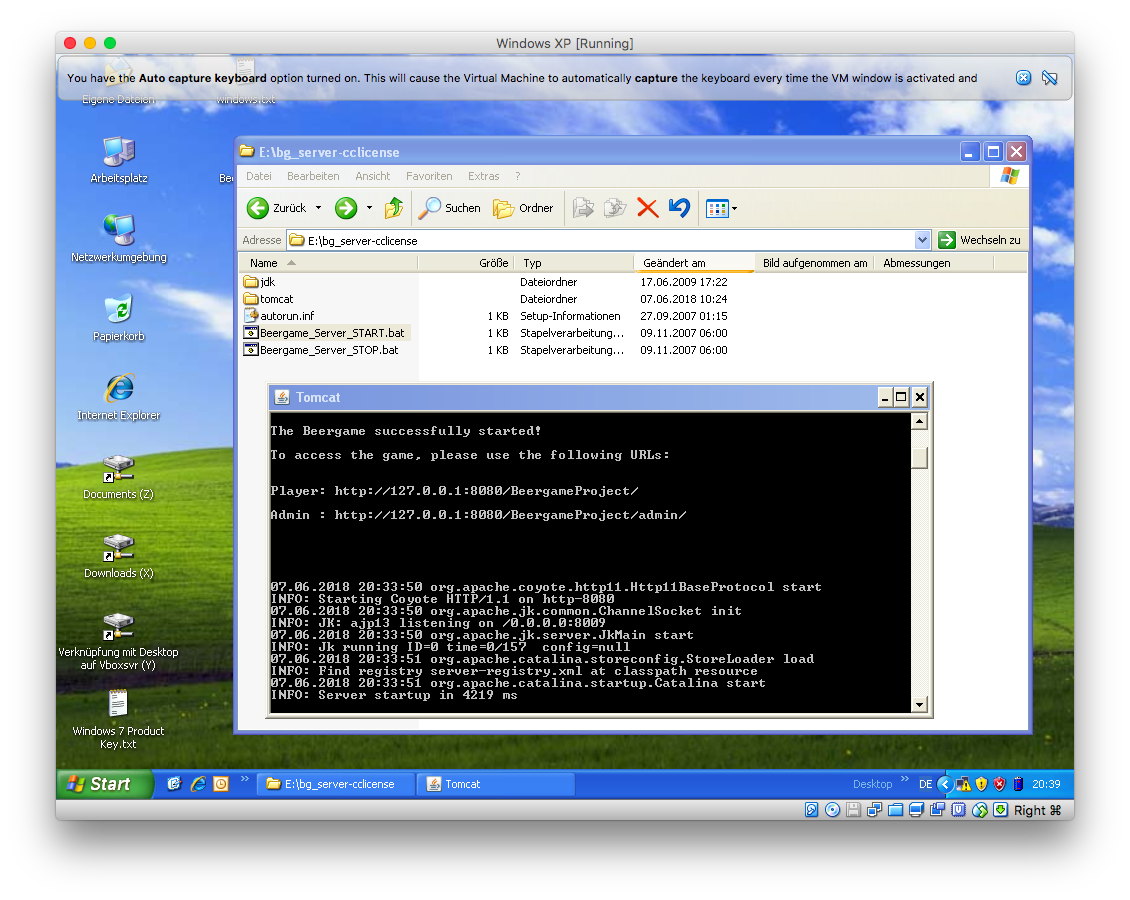 Windows XP [Running]
You have the Auto capture keyboard option turned on. This will cause the Virtual Machine to automatically capture the keyboard every time the VM window is activated and
Eigene Dateien
windows.txt
Arbeitsplatz
Bee
Netzwerkumgebung
Papierkorb
Internet Explorer
Documents (Z)
Downloads (X)
Verknüpfung mit Desktop
auf Vboxsvr (Y)
Windows 7 Product
Key.txt
E:\bg_server-cclicense
Datei Bearbeiten Ansicht Favoriten Extras ?
Zurück Suchen Ordner
Adresse E:\bg_server-cclicense Wechseln zu
Name Größe Typ Geändert am Bild aufgenommen am Abmessungen
jdk Dateiordner 17.06.2009 17:22
tomcat Dateiordner 07.06.2018 10:24
autorun.inf 1 KB Setup-Informationen 27.09.2007 01:15
Beergame_Server_START.bat 1 KB Stapelverarbeitung... 09.11.2007 06:00
Beergame_Server_STOP.bat 1 KB Stapelverarbeitung... 09.11.2007 06:00
Tomcat
The Beergame successfully started!
To access the game, please use the following URLs:
Player: http://127.0.0.1:8080/BeergameProject/
Admin : http://127.0.0.1:8080/BeergameProject/admin/
07.06.2018 20:33:50 org.apache.coyote.http11.Http11BaseProtocol start
INFO: Starting Coyote HTTP/1.1 on http-8080
07.06.2018 20:33:50 org.apache.jk.common.ChannelSocket init
INFO: JK: ajp13 listening on /0.0.0.0:8009
07.06.2018 20:33:50 org.apache.jk.server.JkMain start
INFO: Jk running ID=0 time=0/157  config=null
07.06.2018 20:33:51 org.apache.catalina.storeconfig.StoreLoader load
INFO: Find registry server-registry.xml at classpath resource
07.06.2018 20:33:51 org.apache.catalina.startup.Catalina start
INFO: Server startup in 4219 ms
Start E:\bg_server-cclicense Tomcat Desktop » DE 20:39
Right ⌘